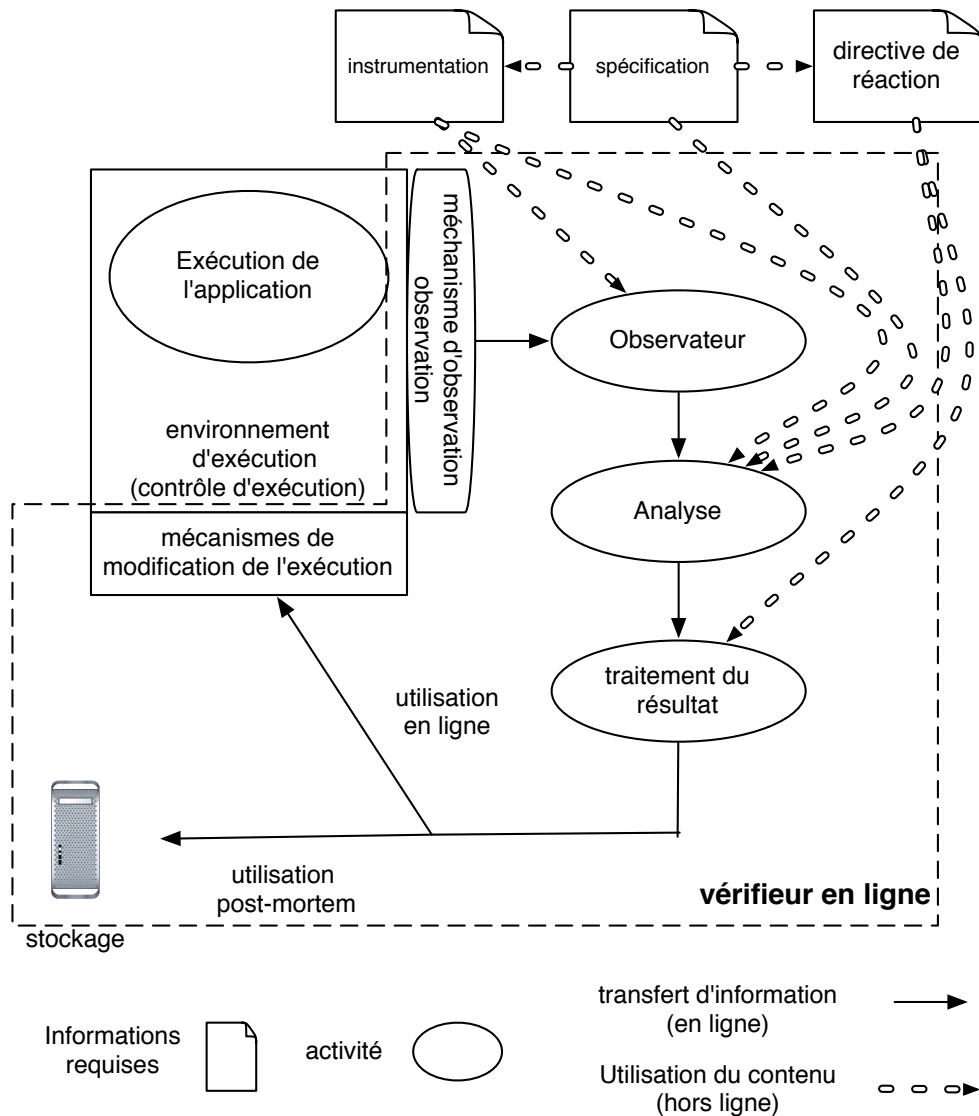 instrumentation
spécification
directive de
réaction
Exécution de
l'application
méchanisme d'observation
observation
Observateur
environnement
d'exécution
(contrôle d'exécution)
Analyse
mécanismes de
modification de l'exécution
traitement du
résultat
utilisation
en ligne
utilisation
post-mortem
vérifieur en ligne
stockage
Informations
requises
activité
transfert d'information
(en ligne)
Utilisation du contenu
(hors ligne)